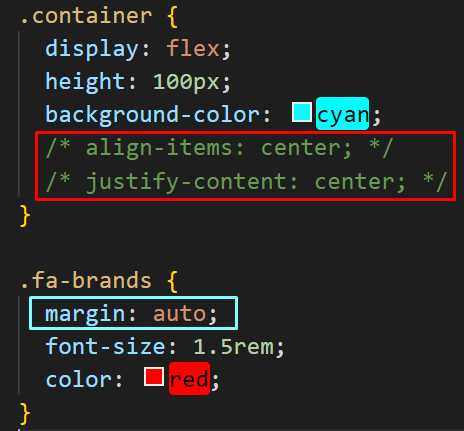 .container {
display: flex;
height: 100px;
background-color: cyan;
/* align-items: center; */
/* justify-content: center; */
}
.fa-brands {
margin: auto;
font-size: 1.5rem;
color: red;
}